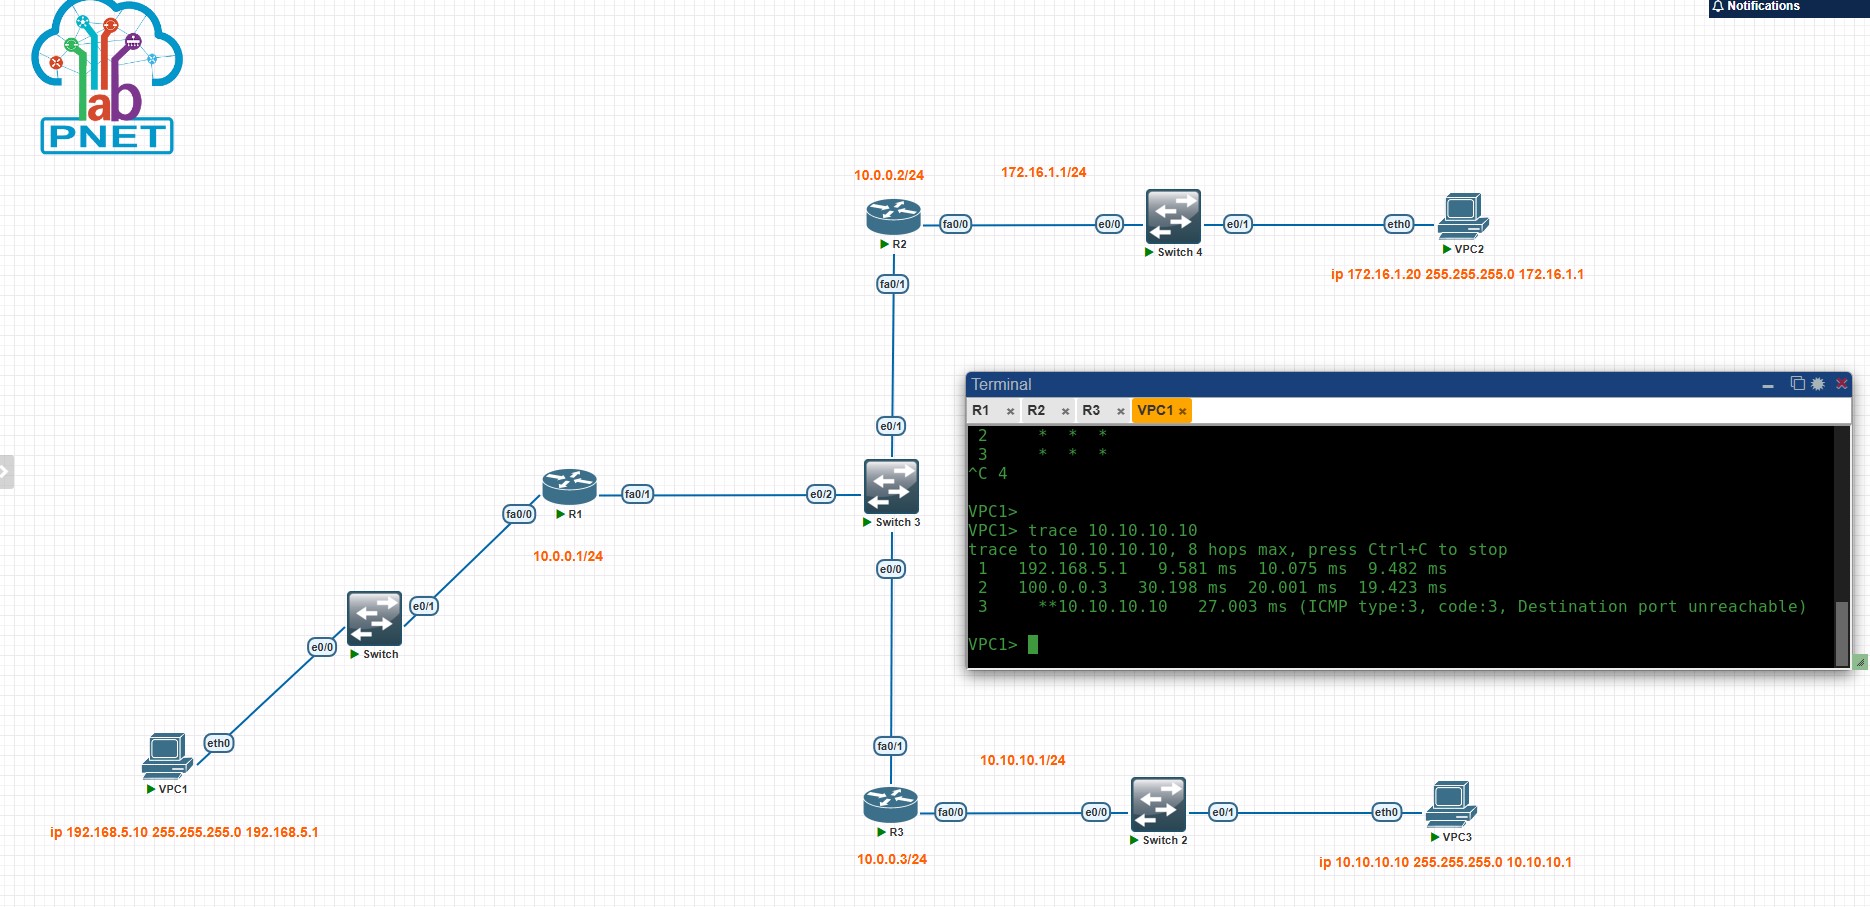 Notifications
lab
PNET
10.0.0.2/24
172.16.1.1/24
fa0/0
e0/0
e0/1
eth0
R2
Switch 4
VPC2
ip 172.16.1.20 255.255.255.0 172.16.1.1
fa0/1
Terminal
R1 × R2 × R3 × VPC1 ×
2 * * *
3 * * *
^C 4
VPC1>
VPC1> trace 10.10.10.10
trace to 10.10.10.10, 8 hops max, press Ctrl+C to stop
1 192.168.5.1 9.581 ms 10.075 ms 9.482 ms
2 100.0.0.3 30.198 ms 20.001 ms 19.423 ms
3 **10.10.10.10 27.003 ms (ICMP type:3, code:3, Destination port unreachable)
VPC1>
e0/1
fa0/1
e0/2
R1
Switch 3
fa0/0
10.0.0.1/24
e0/0
e0/1
Switch
e0/0
eth0
VPC1
ip 192.168.5.10 255.255.255.0 192.168.5.1
fa0/1
10.10.10.1/24
fa0/0
e0/0
e0/1
eth0
R3
Switch 2
VPC3
10.0.0.3/24
ip 10.10.10.10 255.255.255.0 10.10.10.1